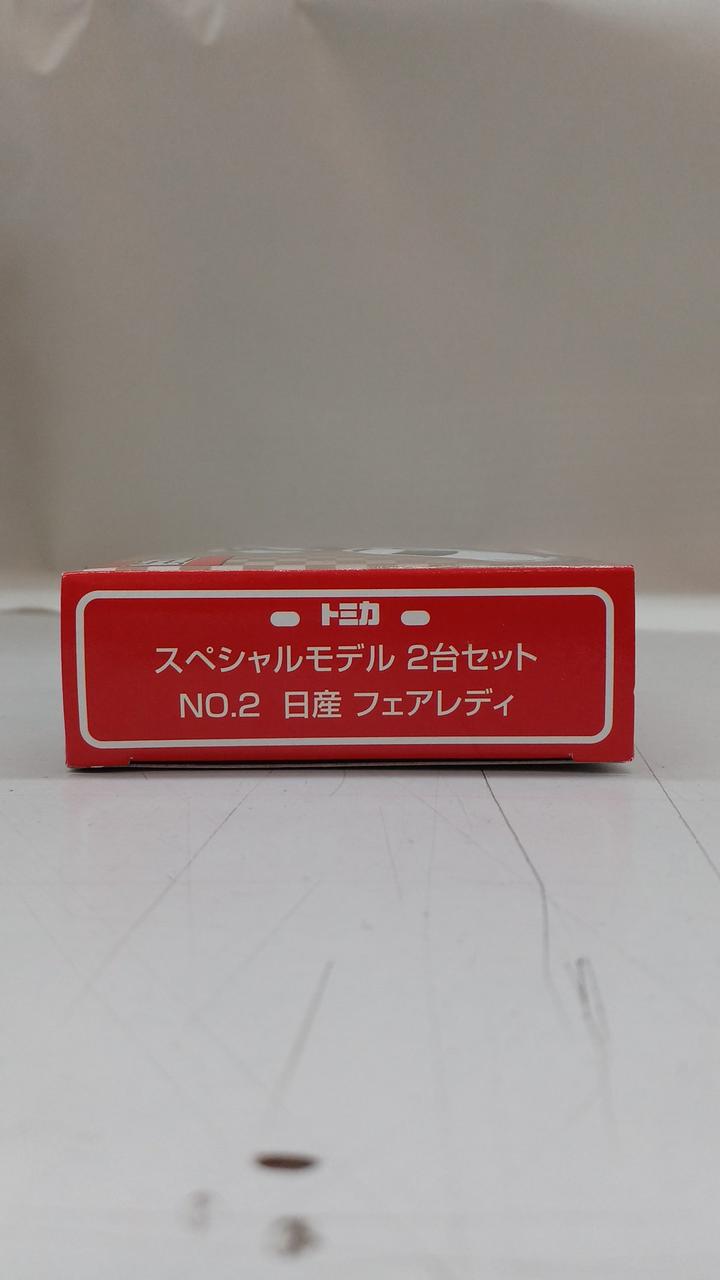 トミカ
スペシャルモデル 2台セット
NO.2 日産 フェアレディ